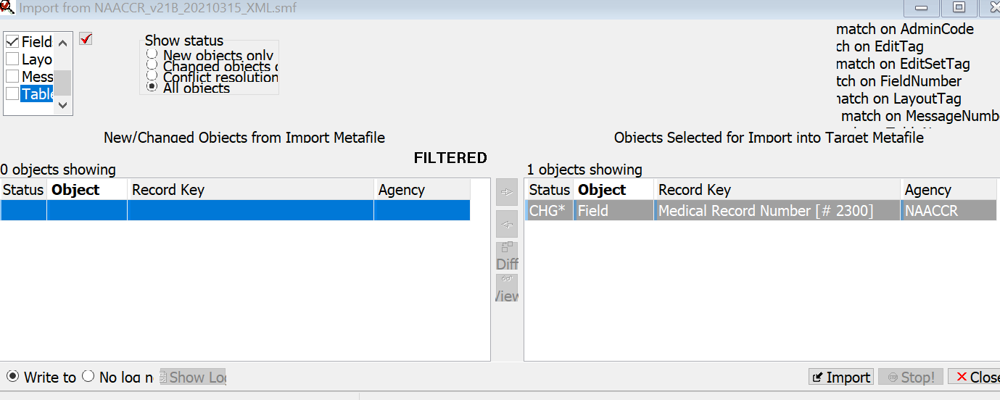 Import from NAACCR_v21B_20210315_XML.smf
Field
Layo
Mess
Table
Show status
New objects only
Changed objects
Conflict resolution
All objects
match on AdminCode
ch on EditTag
match on EditSetTag
tch on FieldNumber
natch on LayoutTag
match on MessageNumb
New/Changed Objects from Import Metafile
Objects Selected for Import into Target Metafile
FILTERED
0 objects showing
1 objects showing
Status Object Record Key Agency
Status Object Record Key Agency
CHG* Field Medical Record Number [# 2300] NAACCR
Diff
View
Write to No log n Show Log
Import Stop! Close